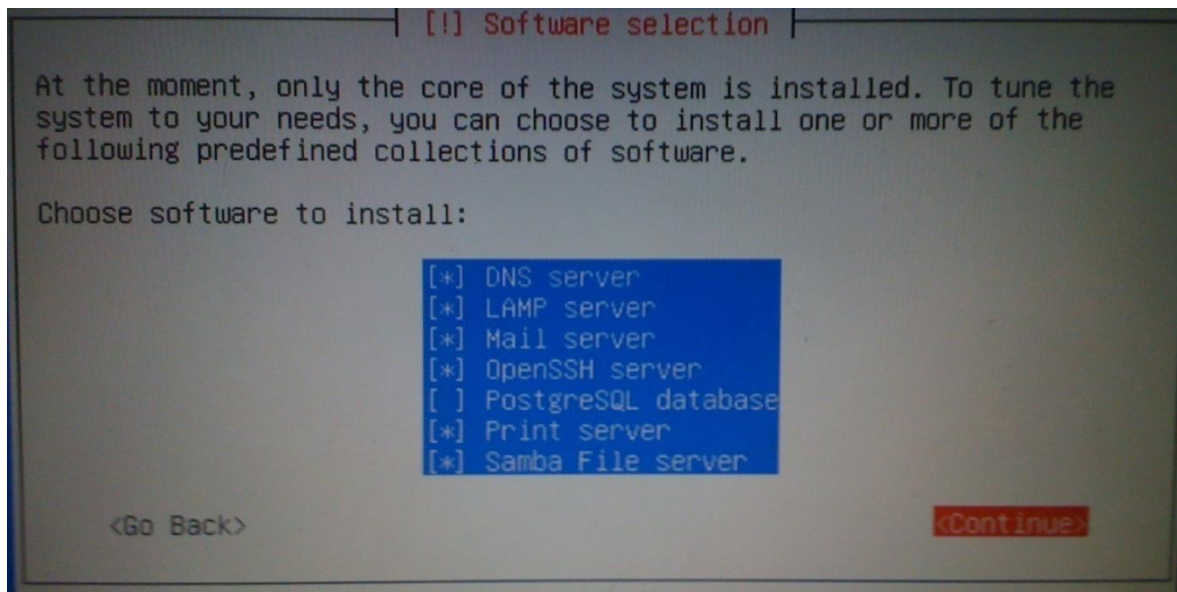 [!] Software selection
At the moment, only the core of the system is installed. To tune the
system to your needs, you can choose to install one or more of the
following predefined collections of software.
Choose software to install:
[*] DNS server
[*] LAMP server
[*] Mail server
[*] OpenSSH server
[ ] PostgreSQL database
[*] Print server
[*] Samba File server
<Go Back> <Continue>